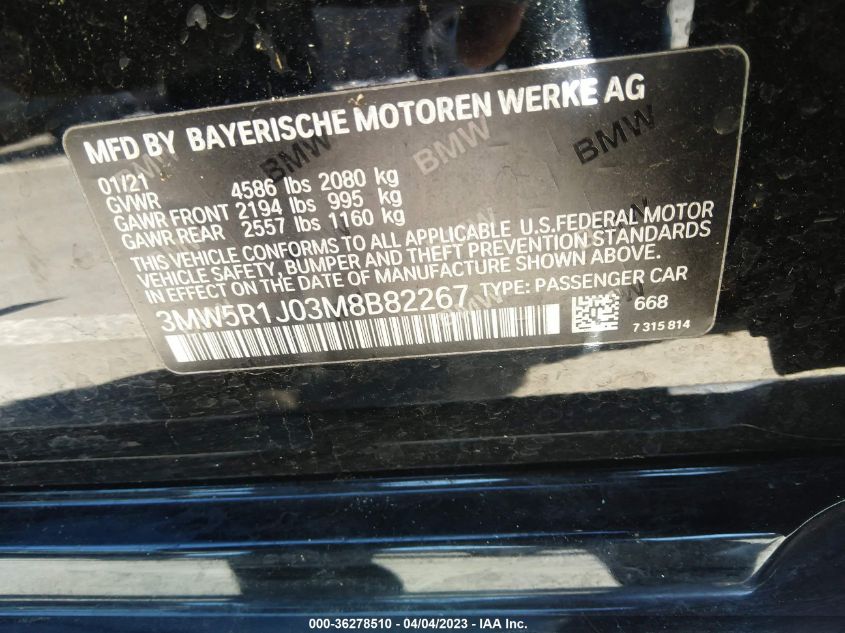 MFD BY BAYERISCHE MOTOREN WERKE AG
01/21
GVWR 4586 lbs 2080 kg
GAWR FRONT 2194 lbs 995 kg
GAWR REAR 2557 lbs 1160 kg
THIS VEHICLE CONFORMS TO ALL APPLICABLE U.S.FEDERAL MOTOR
VEHICLE SAFETY, BUMPER AND THEFT PREVENTION STANDARDS
IN EFFECT ON THE DATE OF MANUFACTURE SHOWN ABOVE.
3MW5R1J03M8B82267 TYPE: PASSENGER CAR
668
7 315 814
BMW
BMW
BMW
000-36278510 - 04/04/2023 - IAA Inc.